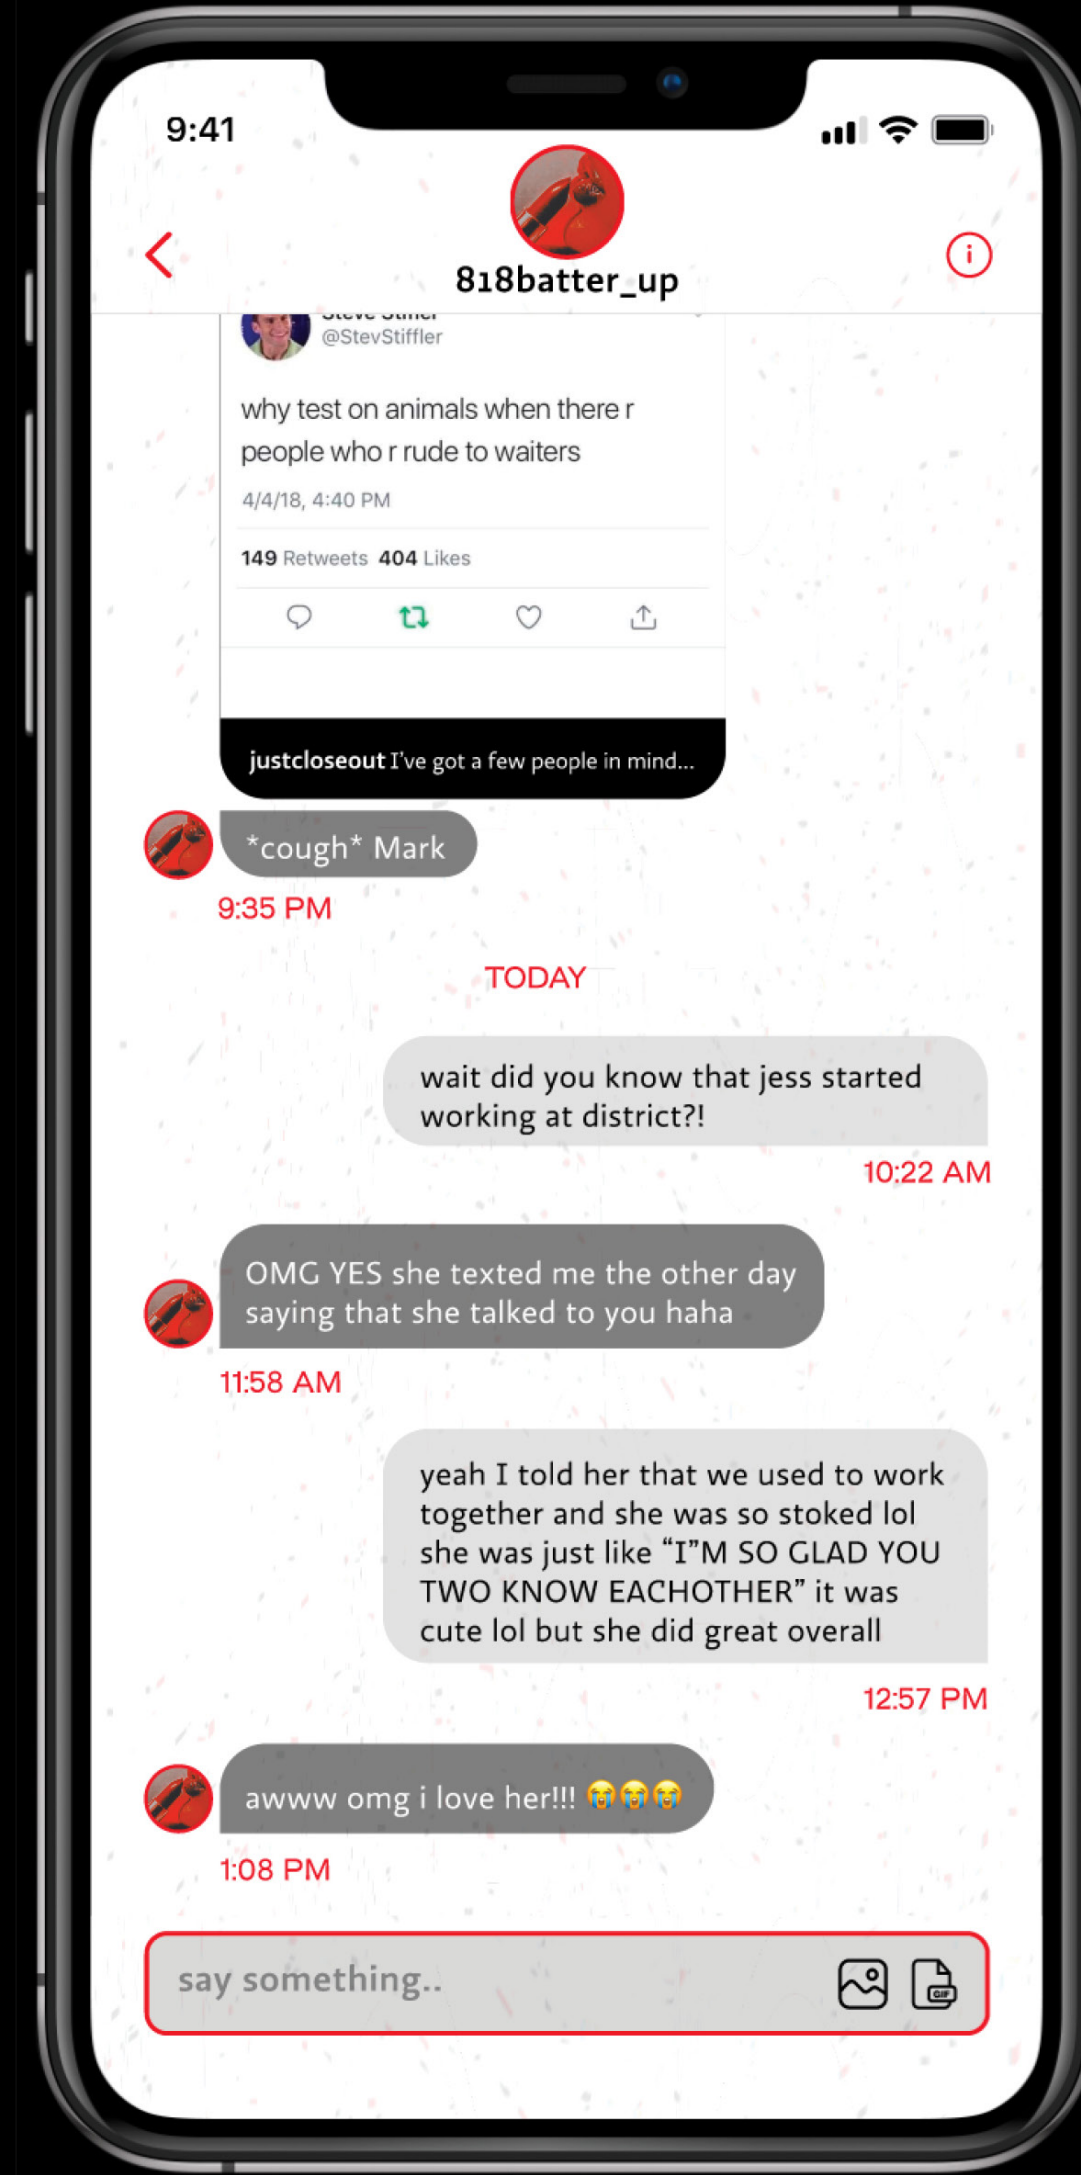 9:41
818batter_up
@StevStiffler
why test on animals when there r
people who r rude to waiters
4/4/18, 4:40 PM
149 Retweets 404 Likes
justcloseout I've got a few people in mind...
*cough* Mark
9:35 PM
TODAY
wait did you know that jess started
working at district?!
10:22 AM
OMG YES she texted me the other day
saying that she talked to you haha
11:58 AM
yeah I told her that we used to work
together and she was so stoked lol
she was just like “I”M SO GLAD YOU
TWO KNOW EACHOTHER” it was
cute lol but she did great overall
12:57 PM
awww omg i love her!!! 😭😭😭
1:08 PM
say something..
GIF